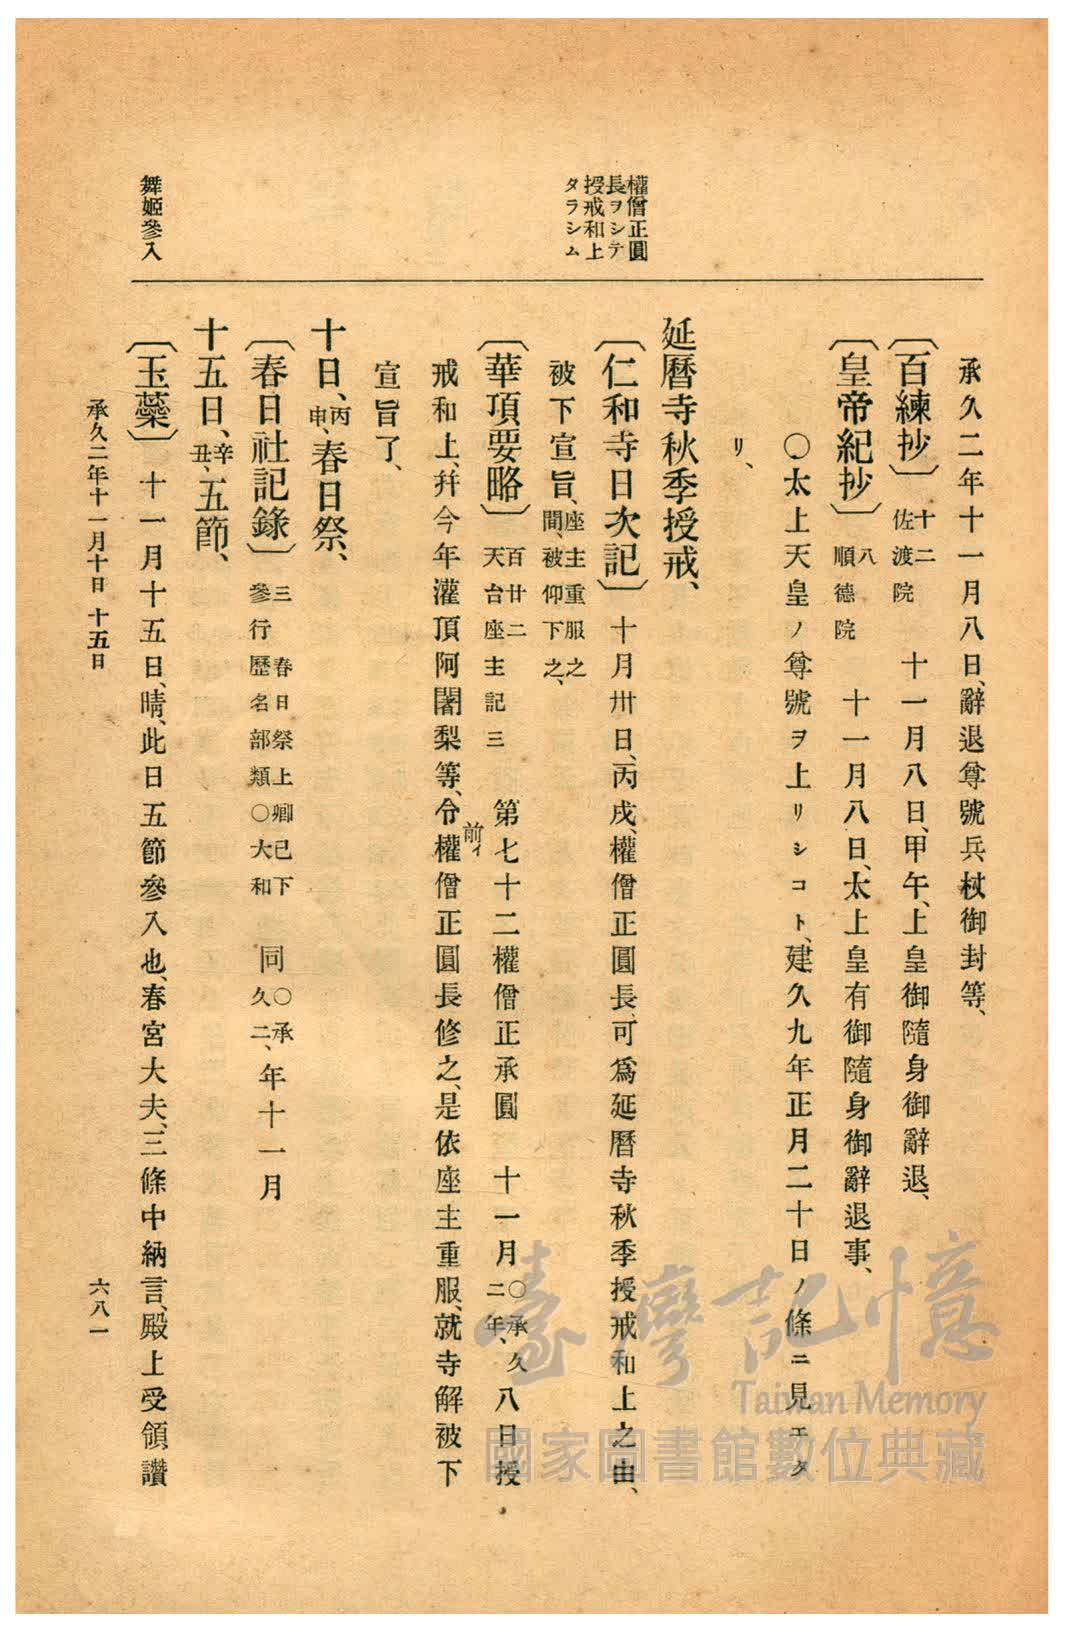 權僧正圓
長ヲシテ
授戒和上
タラシム
舞姬參入
承久二年十一月八日、辭退尊號兵杖御封等、
〔百練抄〕十二佐渡院 十一月八日、甲午、上皇御隨身御辭退、
〔皇帝紀抄〕八順德院 十一月八日、太上皇有御隨身御辭退事、
〇太上天皇ノ尊號ヲ上リシコト、建久九年正月二十日ノ條ニ見エタ
リ、
延曆寺秋季授戒、
〔仁和寺日次記〕十月卅日、丙戌、權僧正圓長、可爲延曆寺秋季授戒和上之由、
被下宣旨、座主重服之間、被仰下之、
〔華頂要略〕百廿二天台座主記三 第七十二權僧正承圓 十一月〇承久二年、八日授
戒和上、幷今年灌頂阿闍梨等、令前ィ權僧正圓長修之、是依座主重服、就寺解被下
宣旨了、
十日、丙申、春日祭、
〔春日社記錄〕三 春日祭上卿已下參行歷名部類〇大和 同〇承久二、年十一月
十五日、辛丑、五節、
〔玉蘂〕十一月十五日、晴、此日五節參入也、春宮大夫、三條中納言、殿上受領讚
承久二年十一月十日 十五日
六八一
臺灣記憶
Taiwan Memory
國家圖書館數位典藏